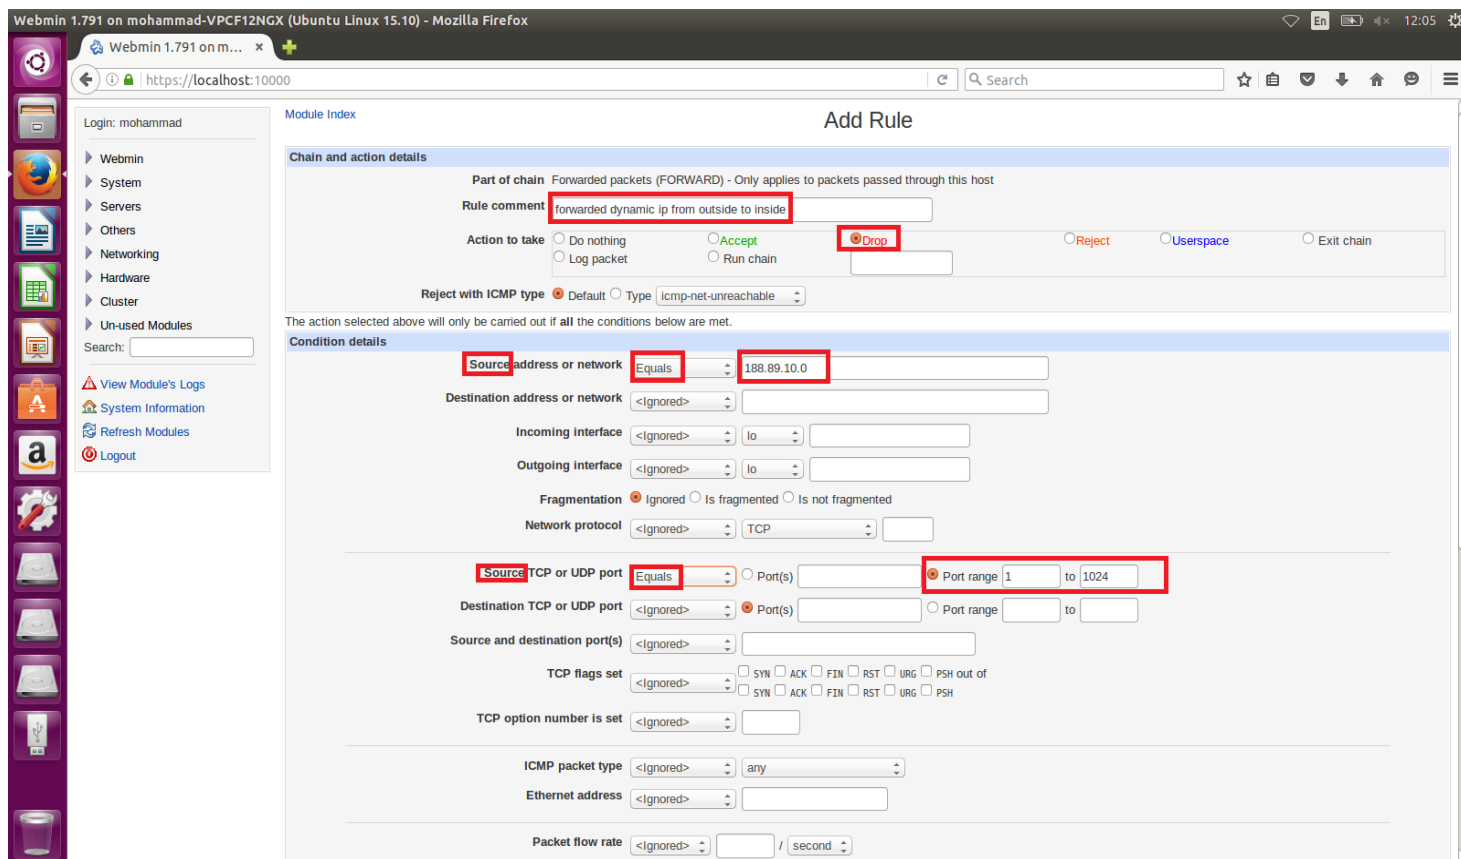 Webmin 1.791 on mohammad-VPCF12NGX (Ubuntu Linux 15.10) - Mozilla Firefox
En
12:05
Webmin 1.791 on m... ×
https://localhost:10000
Search
Login: mohammad
Webmin
System
Servers
Others
Networking
Hardware
Cluster
Un-used Modules
Search:
View Module's Logs
System Information
Refresh Modules
Logout
Module Index
Add Rule
Chain and action details
Part of chain Forwarded packets (FORWARD) - Only applies to packets passed through this host
Rule comment forwarded dynamic ip from outside to inside
Action to take Do nothing Accept Drop Reject Userspace Exit chain
Log packet Run chain
Reject with ICMP type Default Type icmp-net-unreachable
The action selected above will only be carried out if all the conditions below are met.
Condition details
Source address or network Equals 188.89.10.0
Destination address or network <Ignored>
Incoming interface <Ignored> lo
Outgoing interface <Ignored> lo
Fragmentation Ignored Is fragmented Is not fragmented
Network protocol <Ignored> TCP
Source TCP or UDP port Equals Port(s) Port range 1 to 1024
Destination TCP or UDP port <Ignored> Port(s) Port range to
Source and destination port(s) <Ignored>
TCP flags set <Ignored> SYN ACK FIN RST URG PSH out of
SYN ACK FIN RST URG PSH
TCP option number is set <Ignored>
ICMP packet type <Ignored> any
Ethernet address <Ignored>
Packet flow rate <Ignored> / second